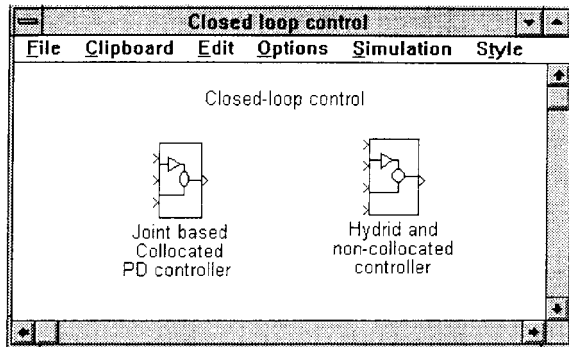 Closed loop control
File Clipboard Edit Options Simulation Style
Closed-loop control
Joint based
Collocated
PD controller
Hydrid and
non-collocated
controller